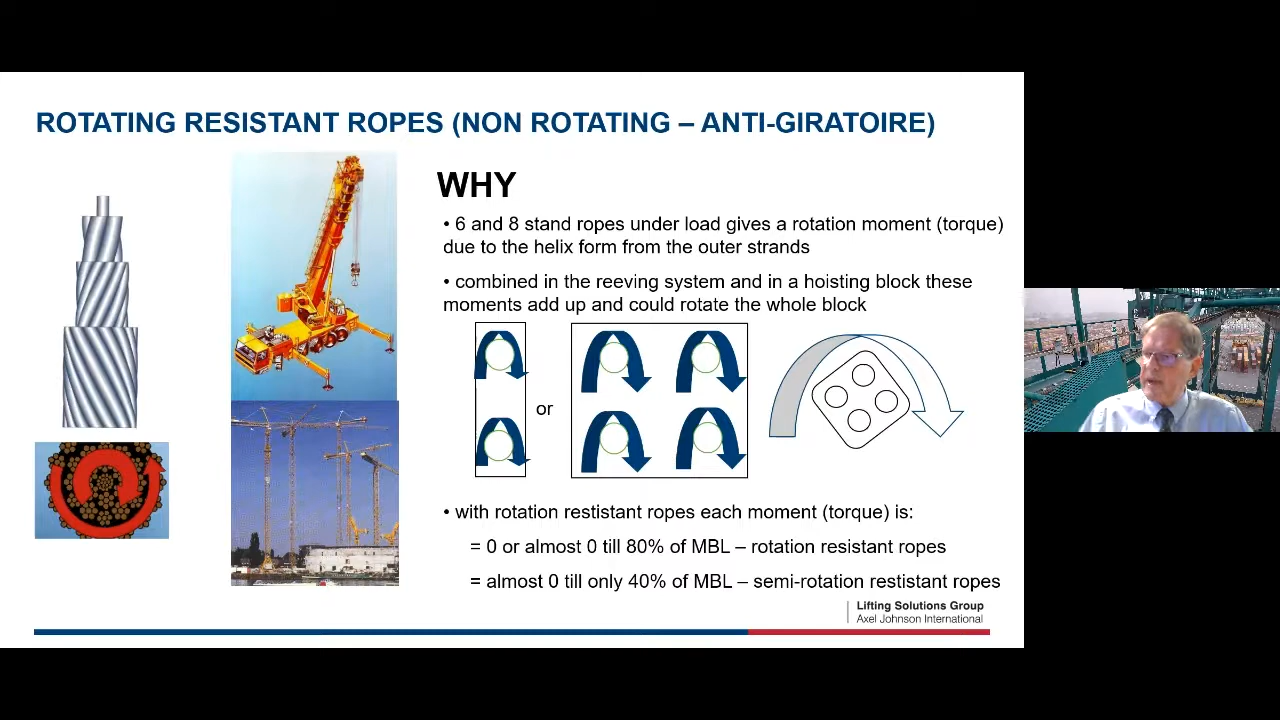 ROTATING RESISTANT ROPES (NON ROTATING – ANTI-GIRATOIRE)
WHY
• 6 and 8 stand ropes under load gives a rotation moment (torque)
due to the helix form from the outer strands
• combined in the reeving system and in a hoisting block these
moments add up and could rotate the whole block
or
• with rotation restistant ropes each moment (torque) is:
= 0 or almost 0 till 80% of MBL – rotation resistant ropes
= almost 0 till only 40% of MBL – semi-rotation restistant ropes
Lifting Solutions Group
Axel Johnson International